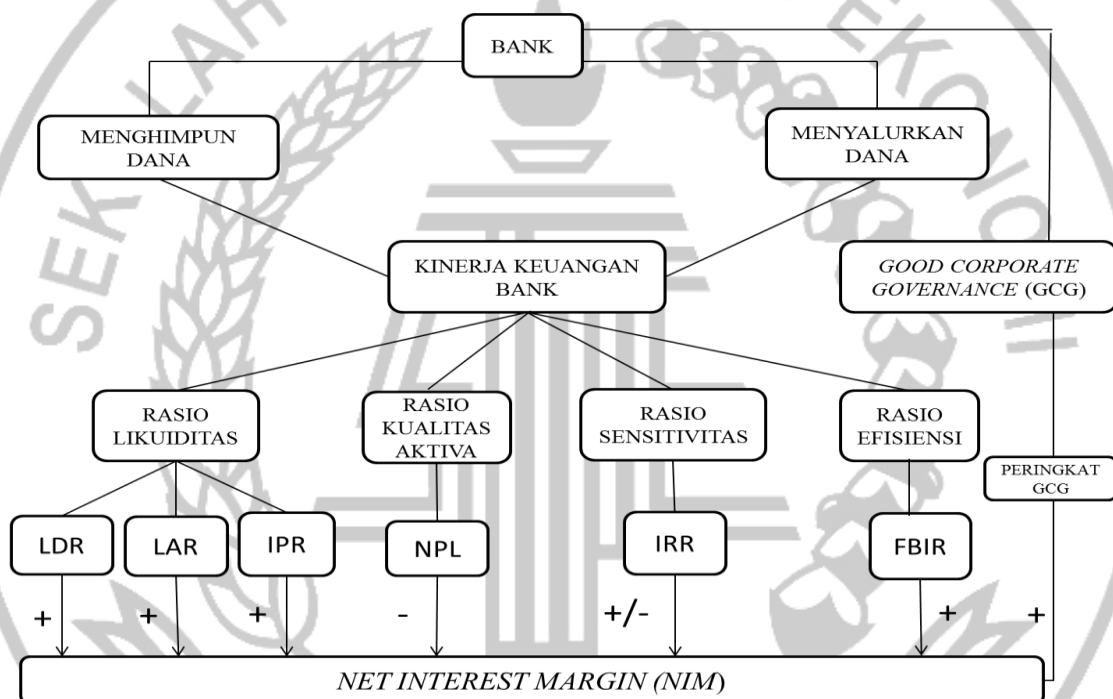 BANK
MENGHIMPUN
DANA
MENYALURKAN
DANA
KINERJA KEUANGAN
BANK
GOOD CORPORATE
GOVERNANCE (GCG)
RASIO
LIKUIDITAS
RASIO
KUALITAS
AKTIVA
RASIO
SENSITIVITAS
RASIO
EFISIENSI
PERINGKAT
GCG
LDR
LAR
IPR
NPL
IRR
FBIR
+
+
+
-
+/-
+
+
NET INTEREST MARGIN (NIM)